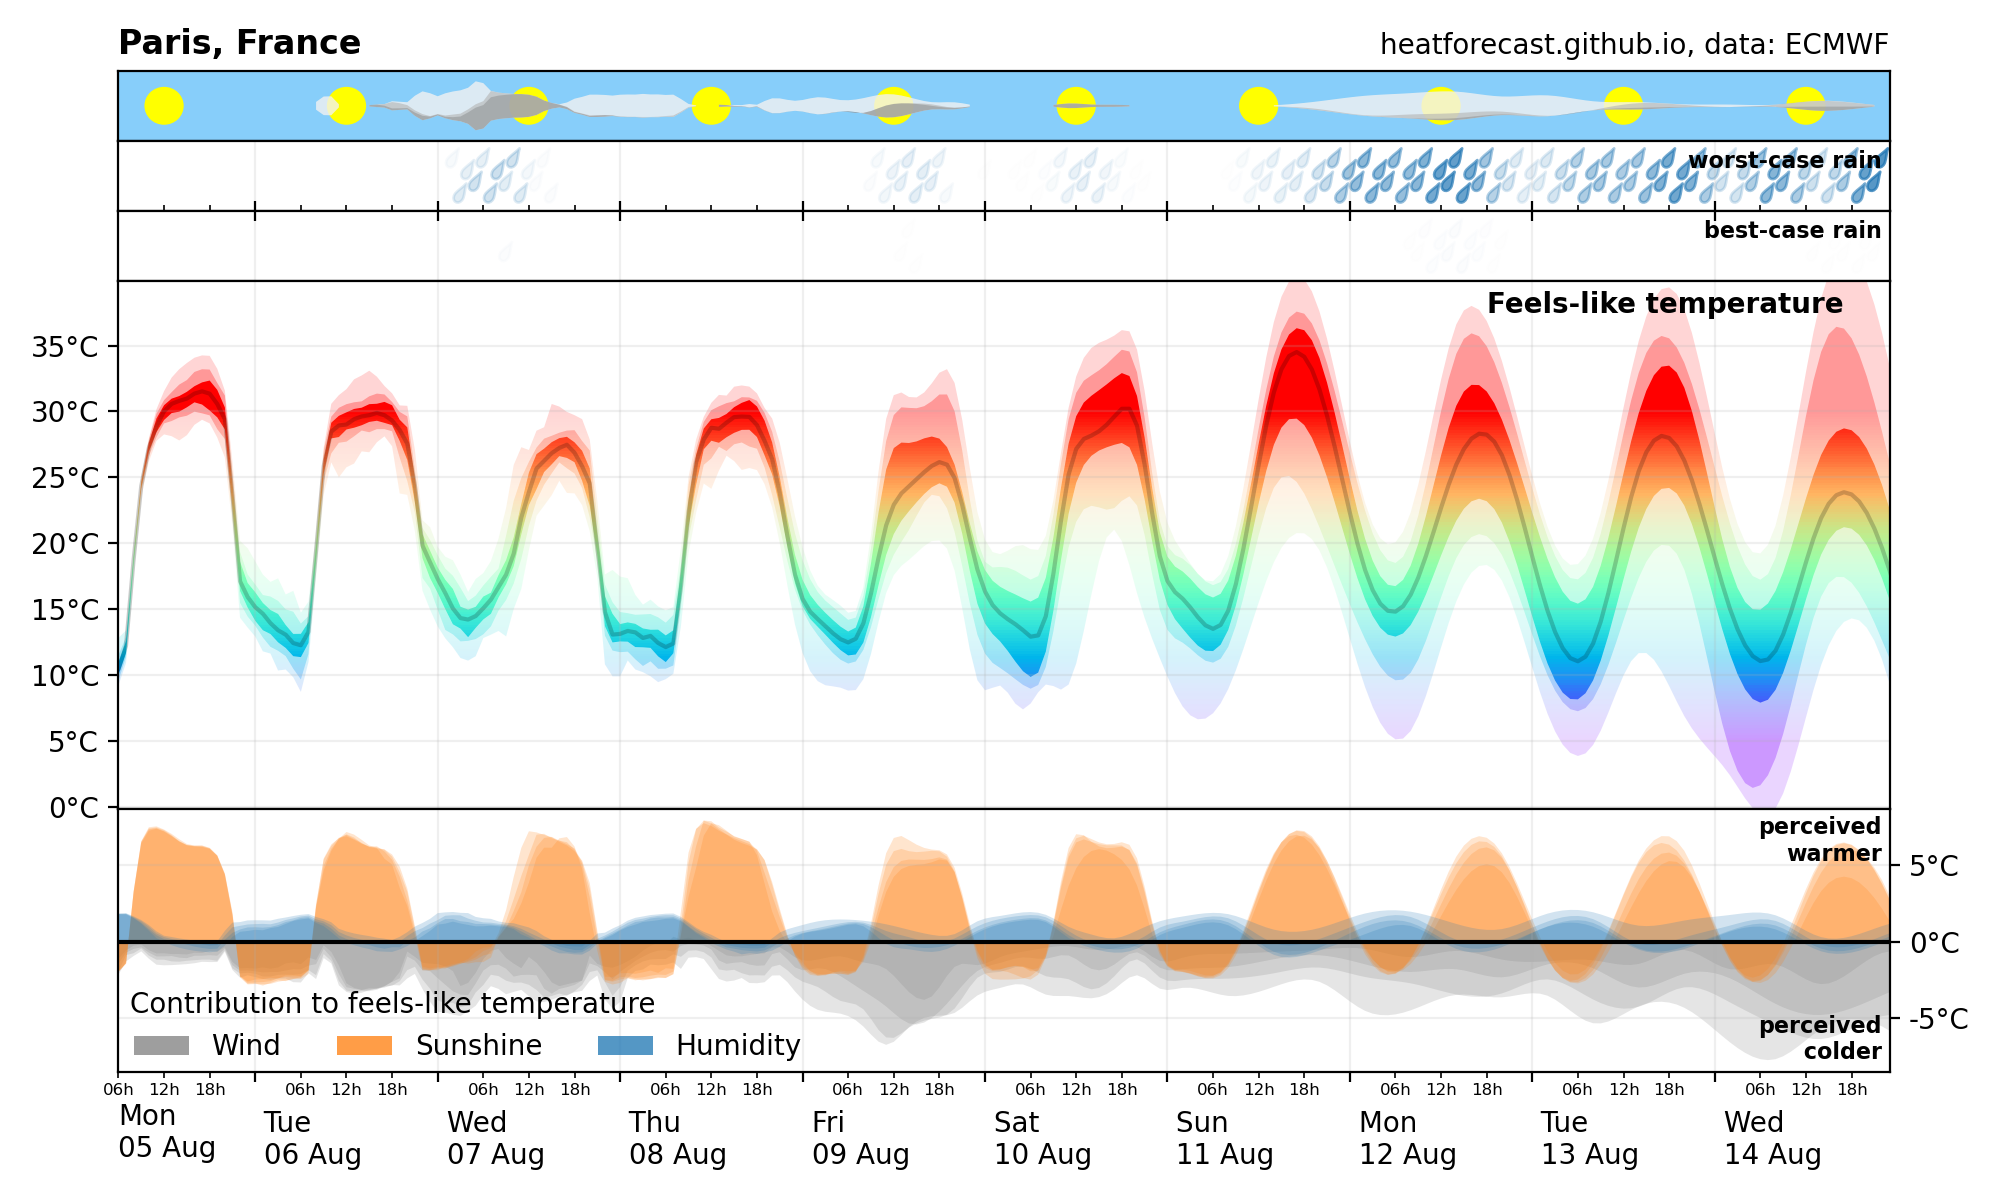 Paris, France
heatforecast.github.io, data: ECMWF
worst-case rain
best-case rain
Feels-like temperature
35°C
30°C
25°C
20°C
15°C
10°C
5°C
0°C
perceived
warmer
5°C
0°C
-5°C
perceived
colder
Contribution to feels-like temperature
Wind Sunshine Humidity
06h 12h 18h 06h 12h 18h 06h 12h 18h 06h 12h 18h 06h 12h 18h 06h 12h 18h 06h 12h 18h 06h 12h 18h 06h 12h 18h 06h 12h 18h
Mon Tue Wed Thu Fri Sat Sun Mon Tue Wed
05 Aug 06 Aug 07 Aug 08 Aug 09 Aug 10 Aug 11 Aug 12 Aug 13 Aug 14 Aug